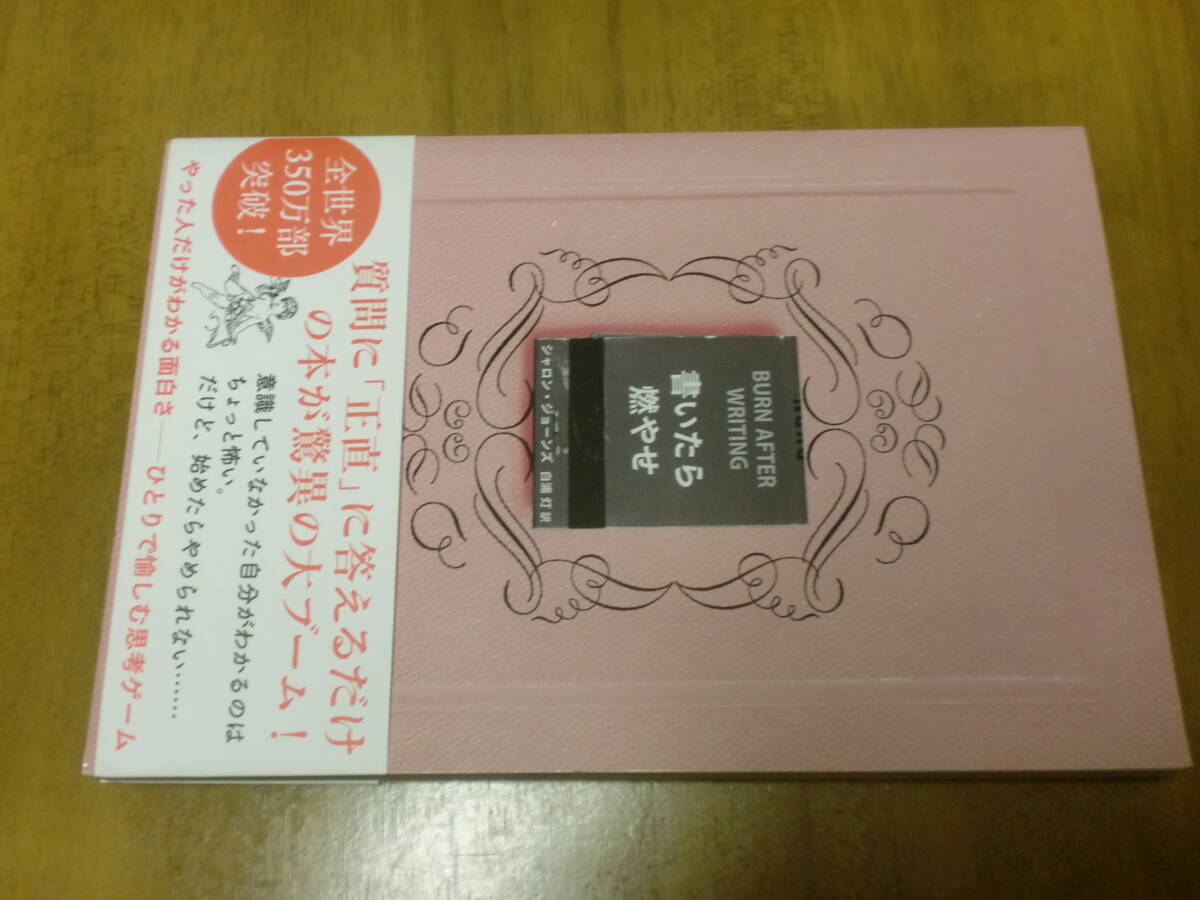 BURN AFTER
WRITING
書いたら
燃やせ
シャロン・ジョーンズ 白浦 灯 訳
全世界
350万部
突破!
質問に「正直」に答えるだけ
の本が驚異の大ブーム!
意識していなかった自分がわかるのは
ちょっと怖い。
だけど、始めたらやめられない……
やった人だけがわかる面白さ──ひとりで愉しむ思考ゲーム